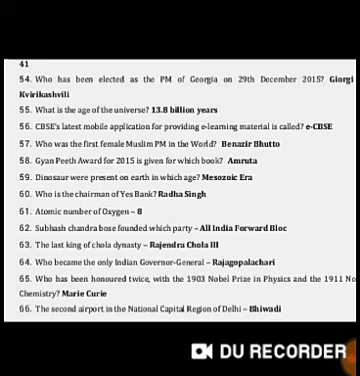 41
54. Who has been elected as the PM of Georgia on 29th December 2015? Giorgi
Kvirikashvili
55. What is the age of the universe? 13.8 billion years
56. CBSE's latest mobile application for providing e-learning material is called? e-CBSE
57. Who was the first female Muslim PM in the World? Benazir Bhutto
58. Gyan Peeth Award for 2015 is given for which book? Amruta
59. Dinosaur were present on earth in which age? Mesozoic Era
60. Who is the chairman of Yes Bank? Radha Singh
61. Atomic number of Oxygen – 8
62. Subhash chandra bose founded which party – All India Forward Bloc
63. The last king of chola dynasty – Rajendra Chola III
64. Who became the only Indian Governor-General – Rajagopalachari
65. Who has been honoured twice, with the 1903 Nobel Prize in Physics and the 1911 No
Chemistry? Marie Curie
66. The second airport in the National Capital Region of Delhi – Bhiwadi
DU RECORDER